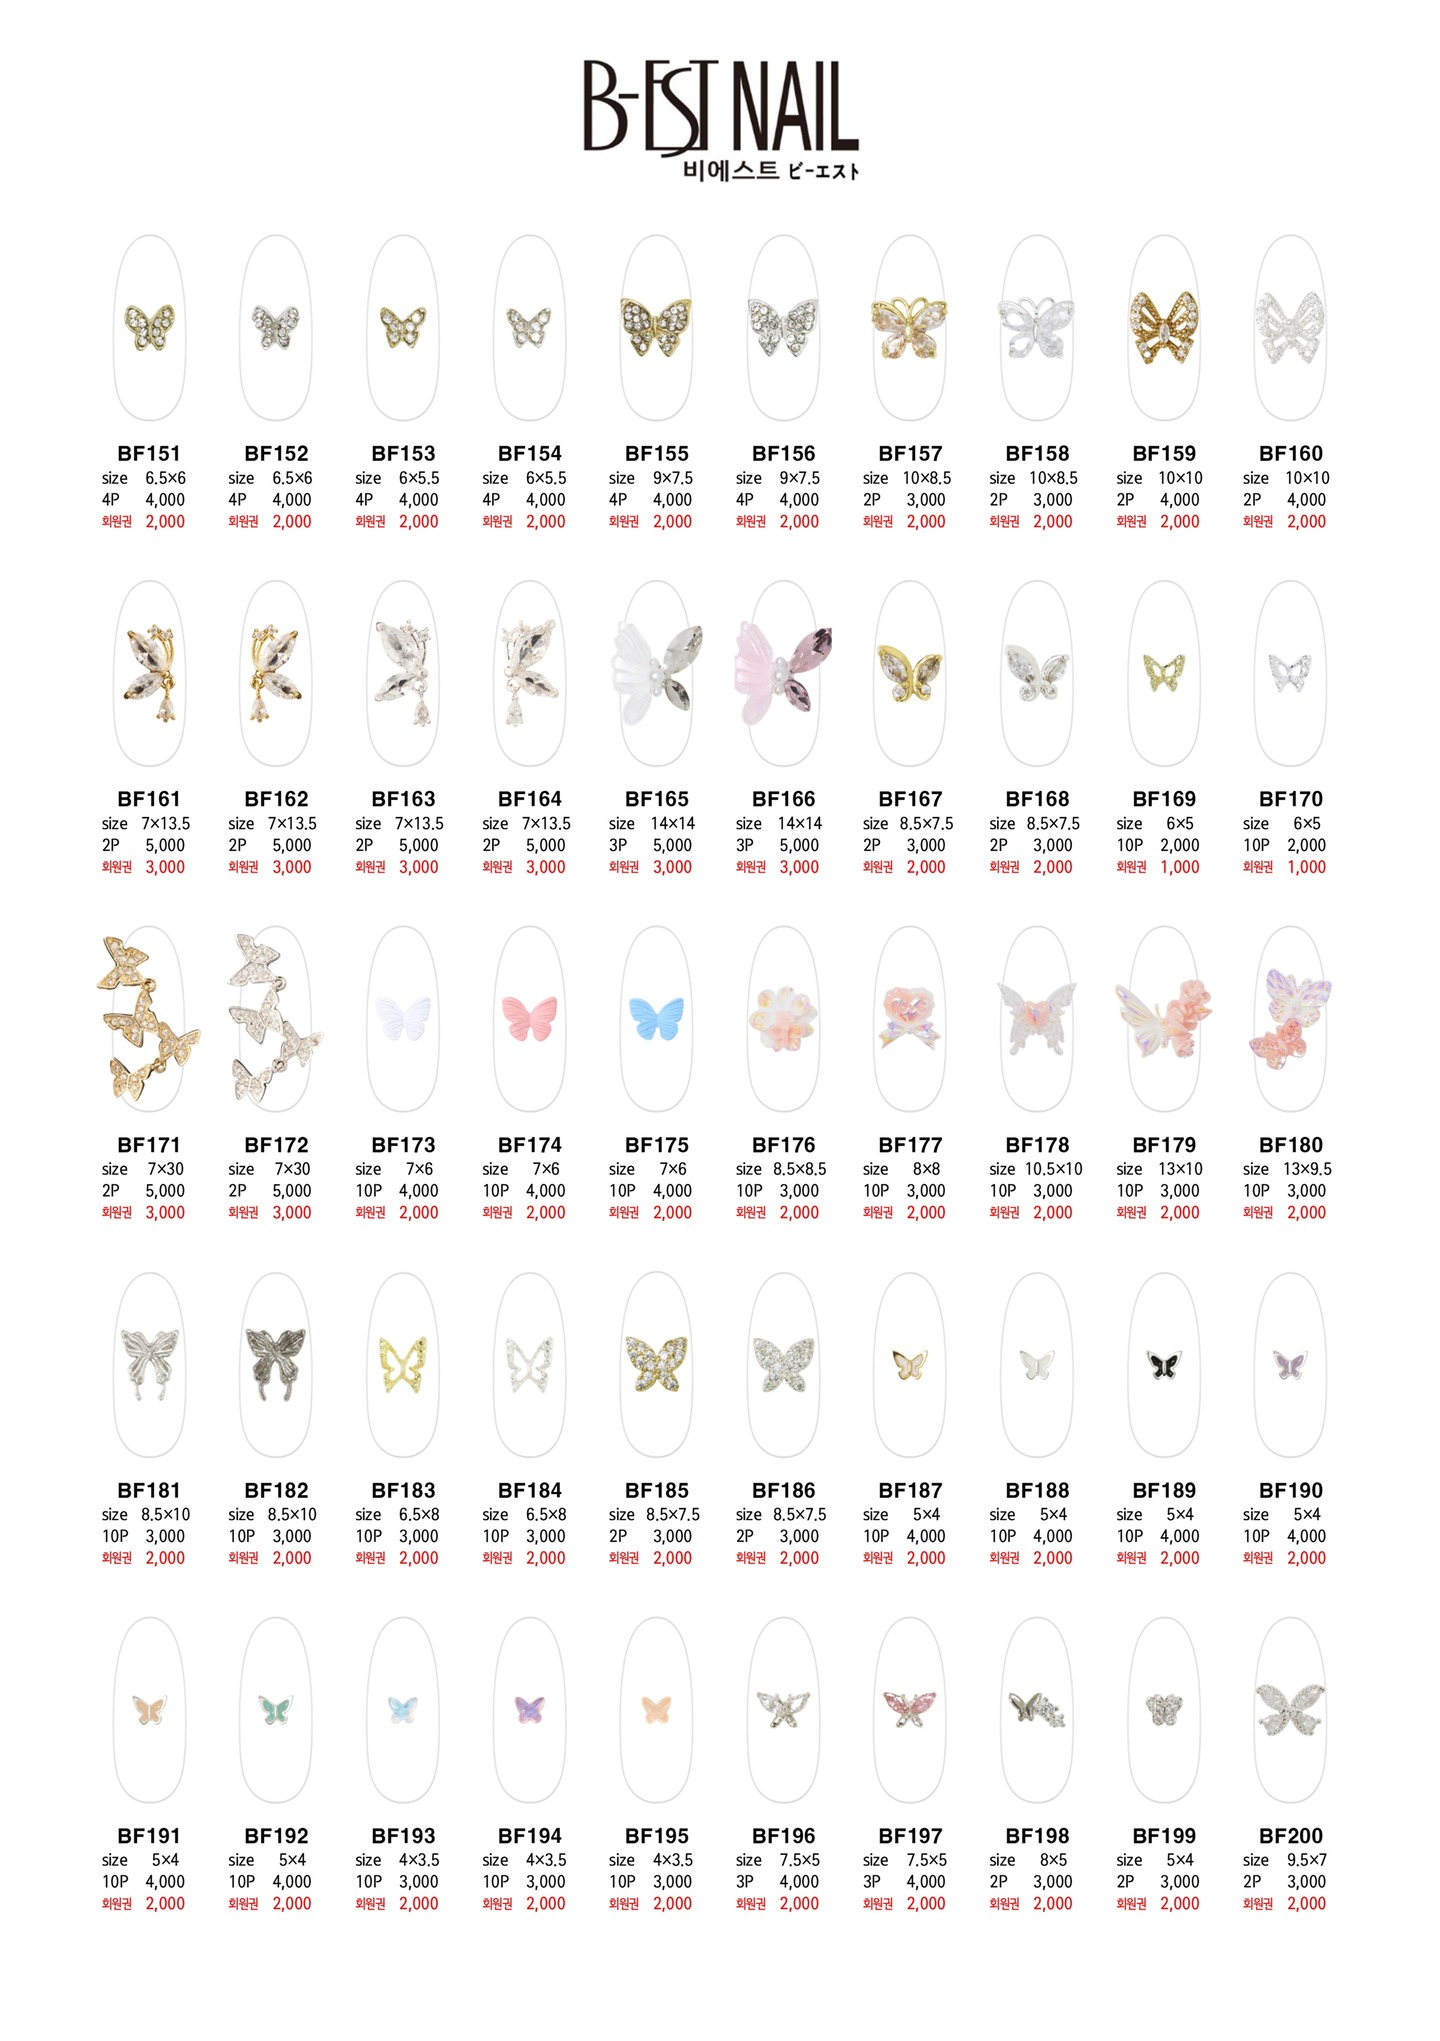 B-EST NAIL
비에스트 ビーエスト
BF151 BF152 BF153 BF154 BF155 BF156 BF157 BF158 BF159 BF160
size 6.5×6 size 6.5×6 size 6×5.5 size 6×5.5 size 9×7.5 size 9×7.5 size 10×8.5 size 10×8.5 size 10×10 size 10×10
4P 4,000 4P 4,000 4P 4,000 4P 4,000 4P 4,000 4P 4,000 2P 3,000 2P 3,000 2P 4,000 2P 4,000
회원권 2,000 회원권 2,000 회원권 2,000 회원권 2,000 회원권 2,000 회원권 2,000 회원권 2,000 회원권 2,000 회원권 2,000 회원권 2,000
BF161 BF162 BF163 BF164 BF165 BF166 BF167 BF168 BF169 BF170
size 7×13.5 size 7×13.5 size 7×13.5 size 7×13.5 size 14×14 size 14×14 size 8.5×7.5 size 8.5×7.5 size 6×5 size 6×5
2P 5,000 2P 5,000 2P 5,000 2P 5,000 3P 5,000 3P 5,000 2P 3,000 2P 3,000 10P 2,000 10P 2,000
회원권 3,000 회원권 3,000 회원권 3,000 회원권 3,000 회원권 3,000 회원권 3,000 회원권 2,000 회원권 2,000 회원권 1,000 회원권 1,000
BF171 BF172 BF173 BF174 BF175 BF176 BF177 BF178 BF179 BF180
size 7×30 size 7×30 size 7×6 size 7×6 size 7×6 size 8.5×8.5 size 8×8 size 10.5×10 size 13×10 size 13×9.5
2P 5,000 2P 5,000 10P 4,000 10P 4,000 10P 4,000 10P 3,000 10P 3,000 10P 3,000 10P 3,000 10P 3,000
회원권 3,000 회원권 3,000 회원권 2,000 회원권 2,000 회원권 2,000 회원권 2,000 회원권 2,000 회원권 2,000 회원권 2,000 회원권 2,000
BF181 BF182 BF183 BF184 BF185 BF186 BF187 BF188 BF189 BF190
size 8.5×10 size 8.5×10 size 6.5×8 size 6.5×8 size 8.5×7.5 size 8.5×7.5 size 5×4 size 5×4 size 5×4 size 5×4
10P 3,000 10P 3,000 10P 3,000 10P 3,000 2P 3,000 2P 3,000 10P 4,000 10P 4,000 10P 4,000 10P 4,000
회원권 2,000 회원권 2,000 회원권 2,000 회원권 2,000 회원권 2,000 회원권 2,000 회원권 2,000 회원권 2,000 회원권 2,000 회원권 2,000
BF191 BF192 BF193 BF194 BF195 BF196 BF197 BF198 BF199 BF200
size 5×4 size 5×4 size 4×3.5 size 4×3.5 size 4×3.5 size 7.5×5 size 7.5×5 size 8×5 size 5×4 size 9.5×7
10P 4,000 10P 4,000 10P 3,000 10P 3,000 10P 3,000 3P 4,000 3P 4,000 2P 3,000 2P 3,000 2P 3,000
회원권 2,000 회원권 2,000 회원권 2,000 회원권 2,000 회원권 2,000 회원권 2,000 회원권 2,000 회원권 2,000 회원권 2,000 회원권 2,000